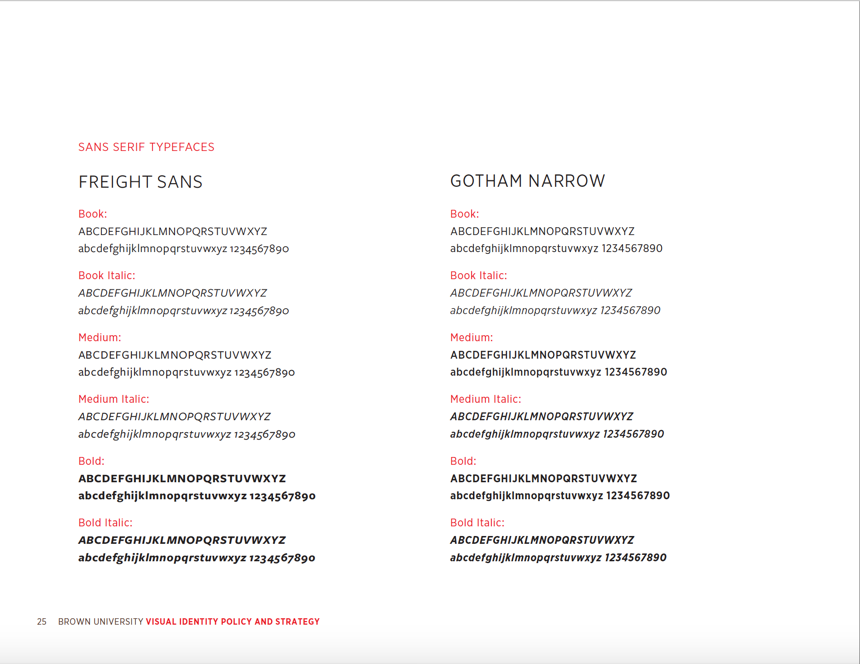 SANS SERIF TYPEFACES
FREIGHT SANS
Book:
ABCDEFGHIJKLMNOPQRSTUVWXYZ
abcdefghijklmnopqrstuvwxyz 1234567890
Book Italic:
ABCDEFGHIJKLMNOPQRSTUVWXYZ
abcdefghijklmnopqrstuvwxyz 1234567890
Medium:
ABCDEFGHIJKLMNOPQRSTUVWXYZ
abcdefghijklmnopqrstuvwxyz 1234567890
Medium Italic:
ABCDEFGHIJKLMNOPQRSTUVWXYZ
abcdefghijklmnopqrstuvwxyz 1234567890
Bold:
ABCDEFGHIJKLMNOPQRSTUVWXYZ
abcdefghijklmnopqrstuvwxyz 1234567890
Bold Italic:
ABCDEFGHIJKLMNOPQRSTUVWXYZ
abcdefghijklmnopqrstuvwxyz 1234567890
GOTHAM NARROW
Book:
ABCDEFGHIJKLMNOPQRSTUVWXYZ
abcdefghijklmnopqrstuvwxyz 1234567890
Book Italic:
ABCDEFGHIJKLMNOPQRSTUVWXYZ
abcdefghijklmnopqrstuvwxyz 1234567890
Medium:
ABCDEFGHIJKLMNOPQRSTUVWXYZ
abcdefghijklmnopqrstuvwxyz 1234567890
Medium Italic:
ABCDEFGHIJKLMNOPQRSTUVWXYZ
abcdefghijklmnopqrstuvwxyz 1234567890
Bold:
ABCDEFGHIJKLMNOPQRSTUVWXYZ
abcdefghijklmnopqrstuvwxyz 1234567890
Bold Italic:
ABCDEFGHIJKLMNOPQRSTUVWXYZ
abcdefghijklmnopqrstuvwxyz 1234567890
25 BROWN UNIVERSITY VISUAL IDENTITY POLICY AND STRATEGY